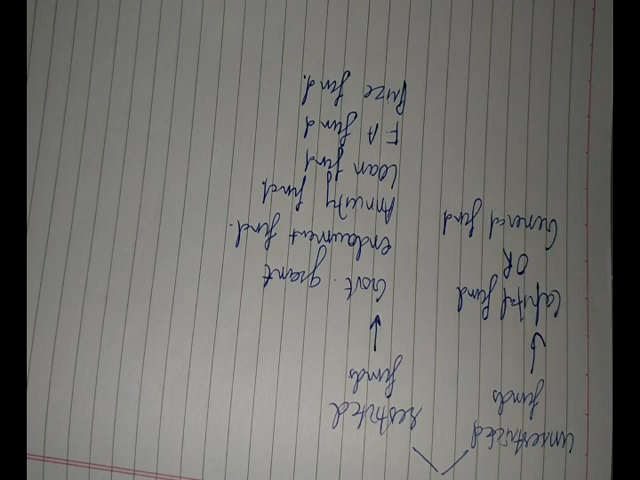 Unrestricted
funds
Capital fund
OR
General fund
Restricted
funds
Govt. grant
endowment fund.
Annuity fund
Loan fund
F A fund
Prize fund.